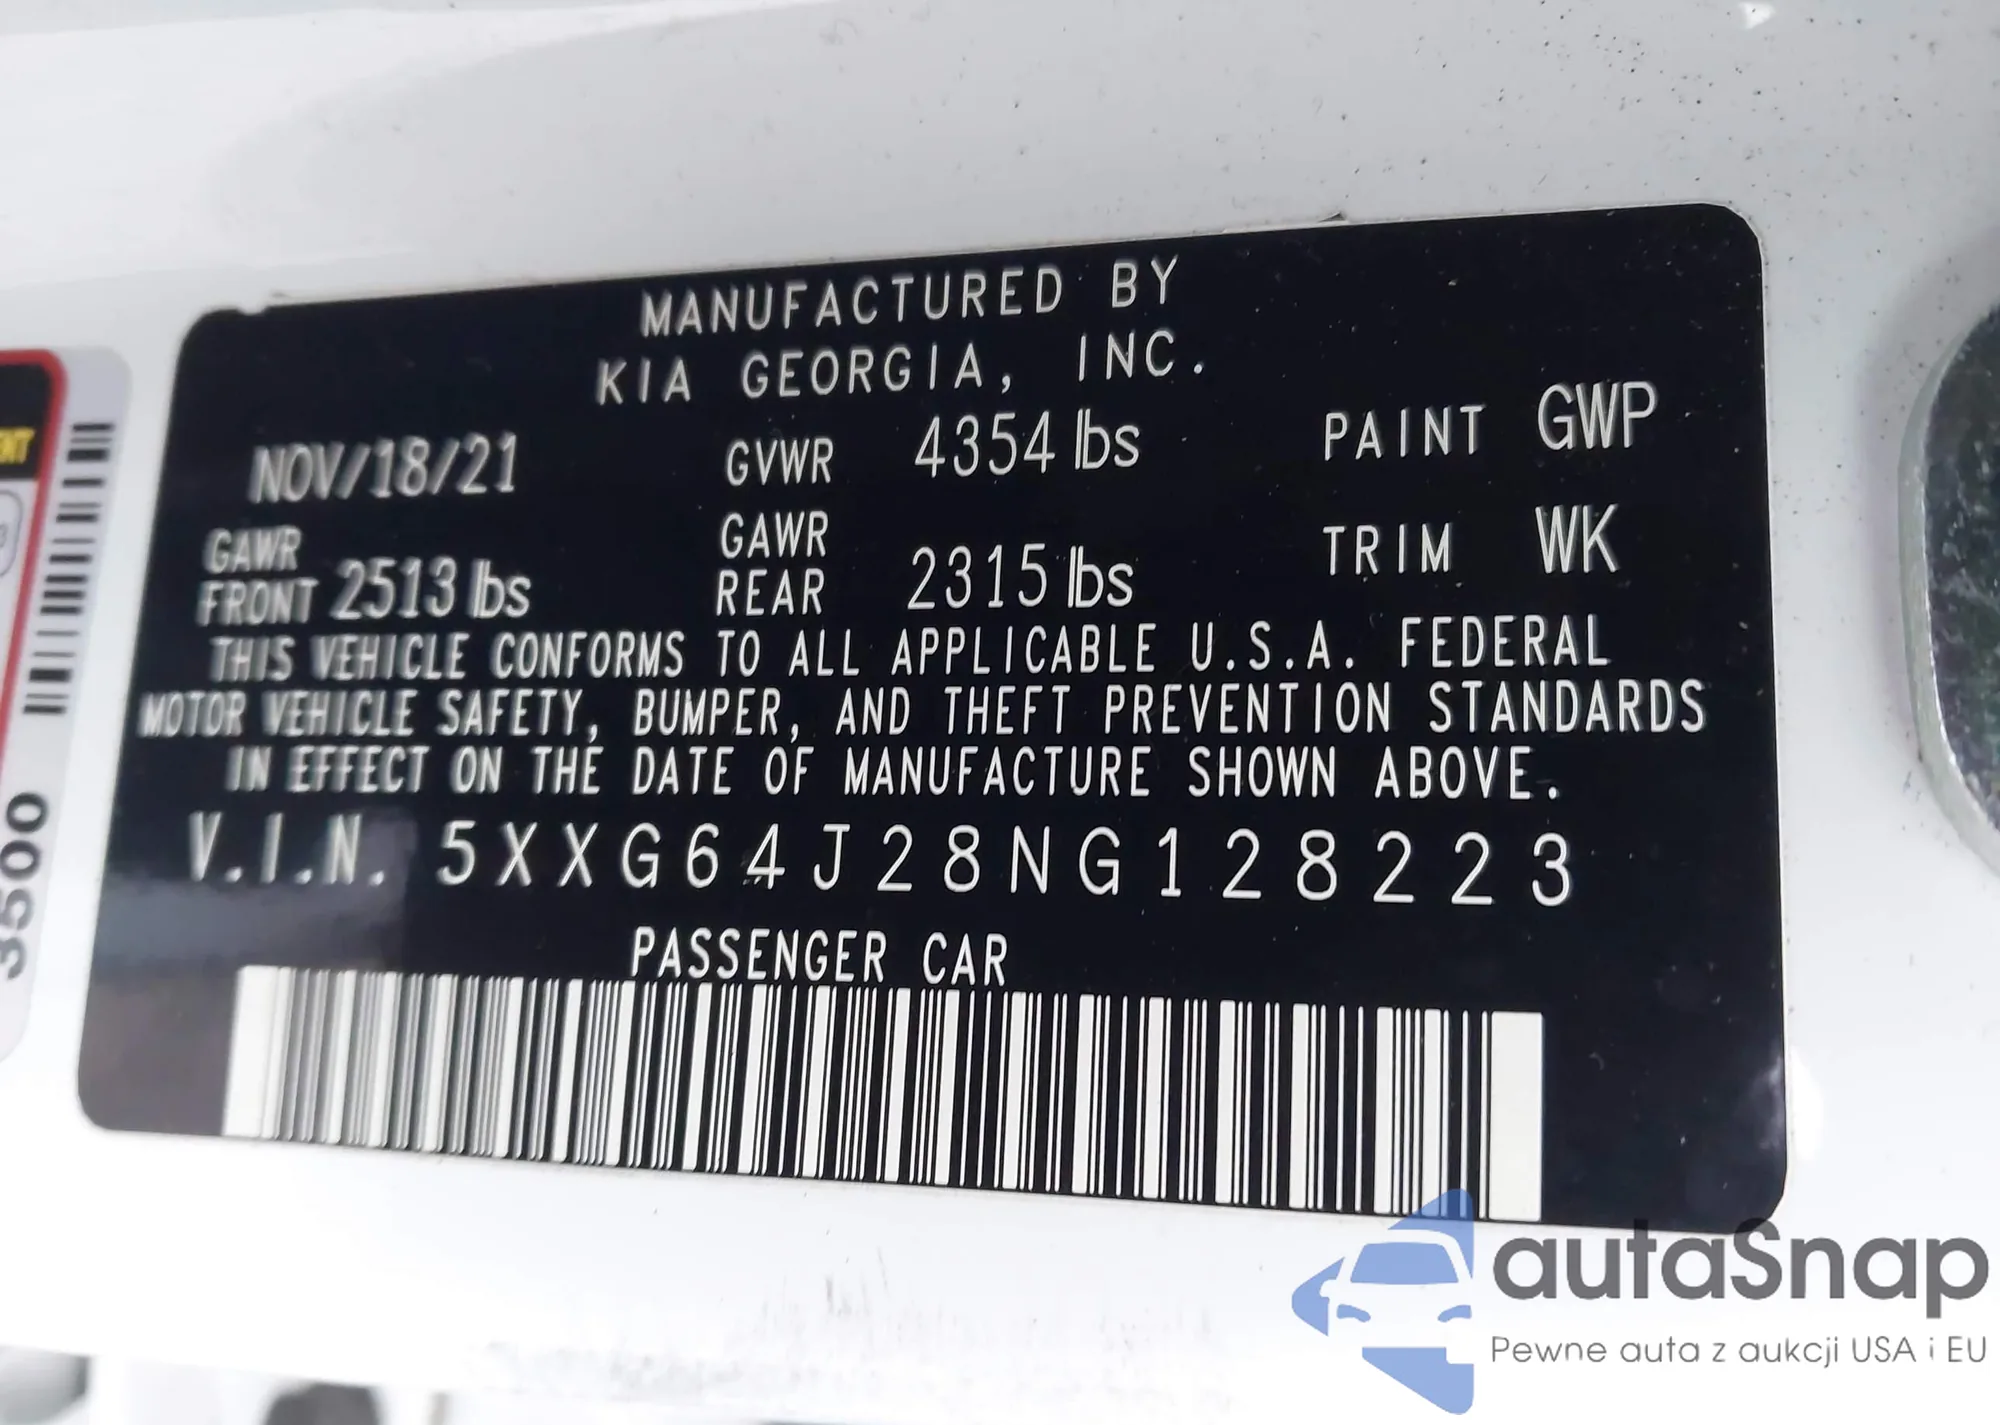 MANUFACTURED BY
KIA GEORGIA, INC.
NOV/18/21 GVWR 4354 lbs PAINT GWP
GAWR FRONT 2513 lbs GAWR REAR 2315 lbs TRIM WK
THIS VEHICLE CONFORMS TO ALL APPLICABLE U.S.A. FEDERAL
MOTOR VEHICLE SAFETY, BUMPER, AND THEFT PREVENTION STANDARDS
IN EFFECT ON THE DATE OF MANUFACTURE SHOWN ABOVE.
V.I.N. 5XXG64J28NG128223
PASSENGER CAR
3500
autaSnap
Pewne auta z aukcji USA i EU